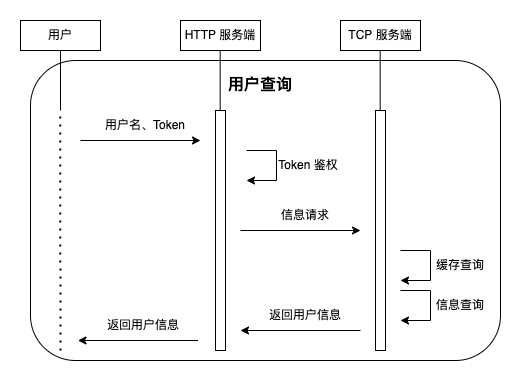 用户
HTTP 服务端
TCP 服务端
用户查询
用户名、Token
Token 鉴权
信息请求
缓存查询
信息查询
返回用户信息
返回用户信息